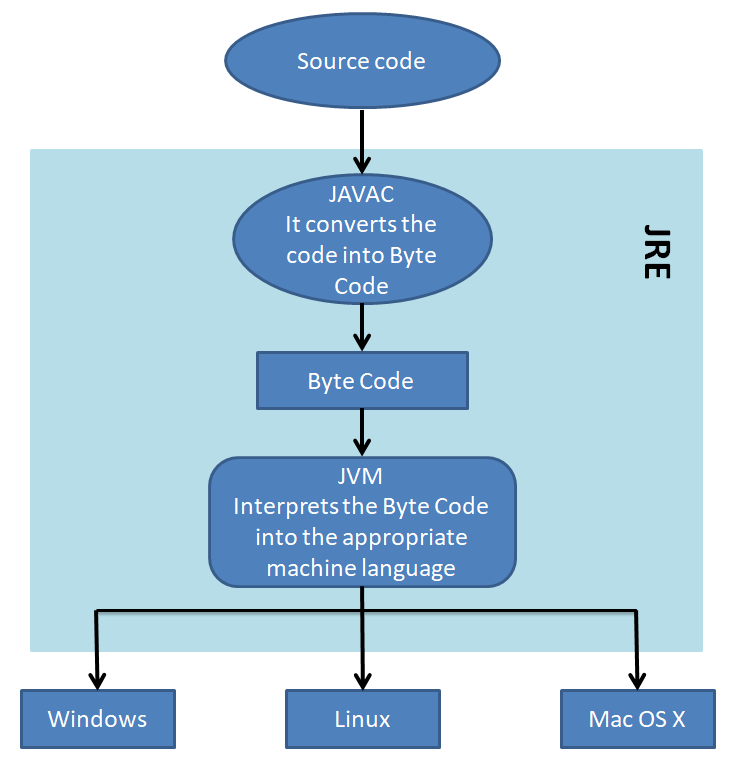 Source code
JAVAC
It converts the
code into Byte
Code
JRE
Byte Code
JVM
Interprets the Byte Code
into the appropriate
machine language
Windows
Linux
Mac OS X